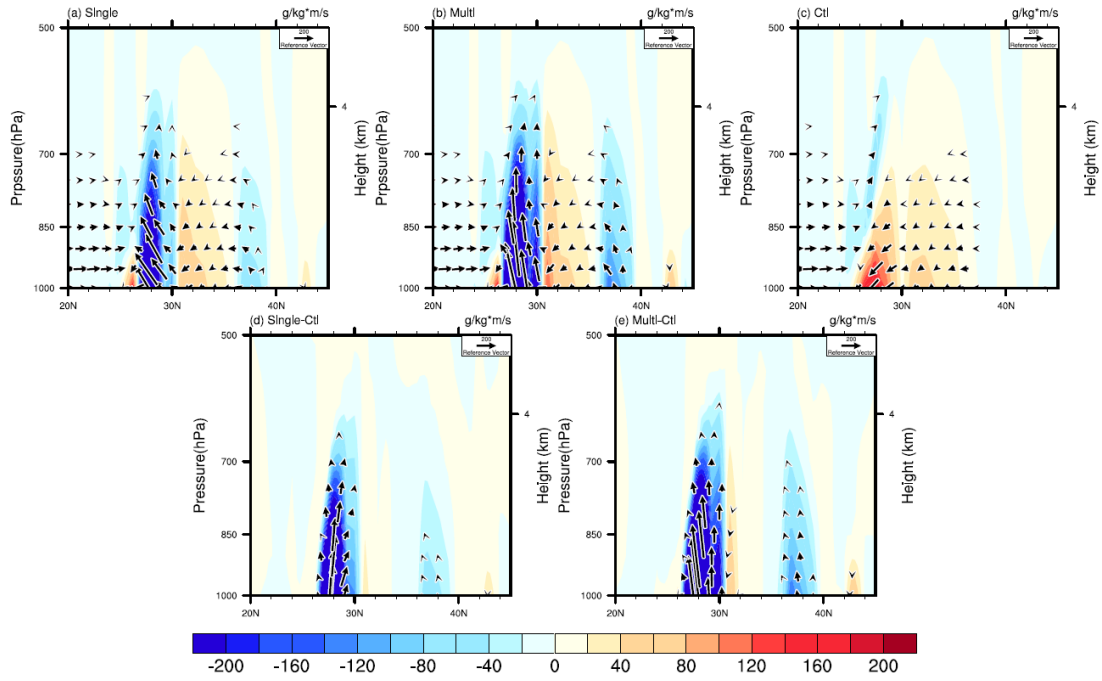 (a) SIngle g/kg*m/s
200
Reference Vector
500
700
850
1000
20N 30N 40N
Prpssure(hPa)
4
Height (km)
(b) MultI g/kg*m/s
200
Reference Vector
500
700
850
1000
20N 30N 40N
Prpssure(hPa)
4
Height (km)
(c) Ctl g/kg*m/s
200
Reference Vector
500
700
850
1000
20N 30N 40N
Prpssure(hPa)
4
Height (km)
(d) SIngle-Ctl g/kg*m/s
200
Reference Vector
500
700
850
1000
20N 30N 40N
Pressure(hPa)
4
Height (km)
(e) MultI-Ctl g/kg*m/s
200
Reference Vector
500
700
850
1000
20N 30N 40N
Pressure(hPa)
4
Height (km)
-200 -160 -120 -80 -40 0 40 80 120 160 200